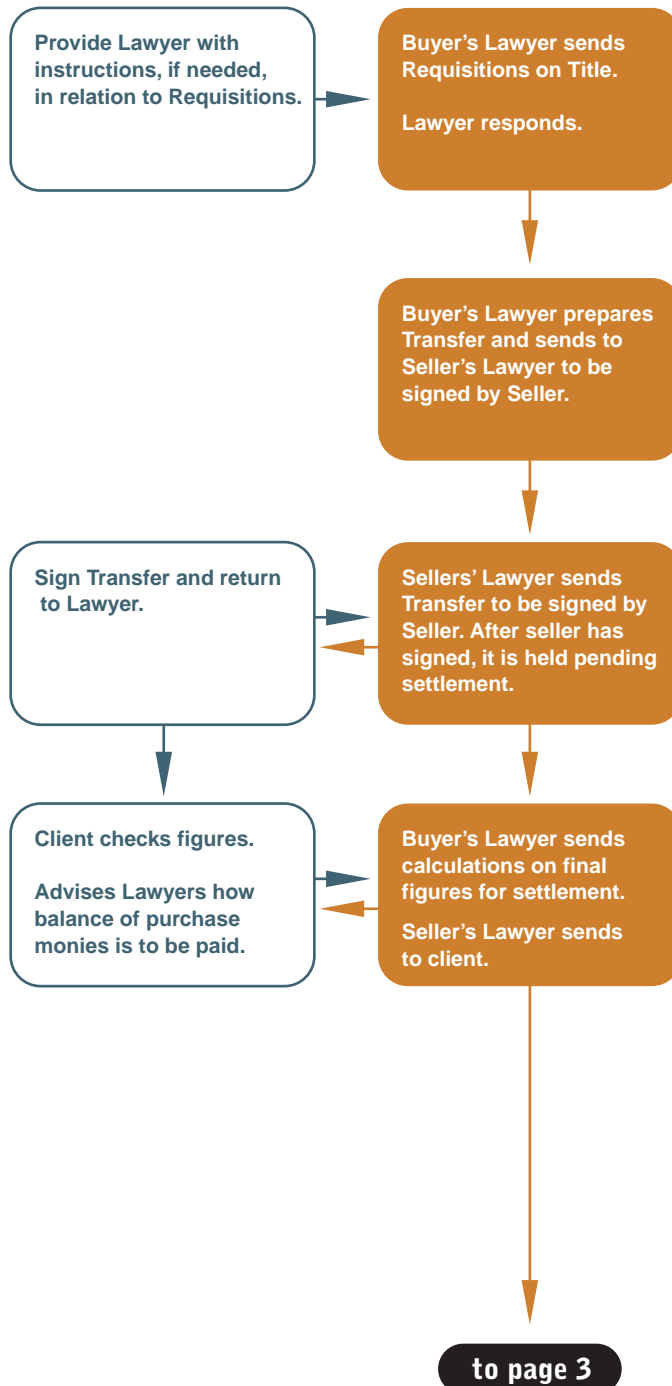 Provide Lawyer with
instructions, if needed,
in relation to Requisitions.
Buyer’s Lawyer sends
Requisitions on Title.
Lawyer responds.
Buyer’s Lawyer prepares
Transfer and sends to
Seller’s Lawyer to be
signed by Seller.
Sign Transfer and return
to Lawyer.
Sellers’ Lawyer sends
Transfer to be signed by
Seller. After seller has
signed, it is held pending
settlement.
Client checks figures.
Advises Lawyers how
balance of purchase
monies is to be paid.
Buyer’s Lawyer sends
calculations on final
figures for settlement.
Seller’s Lawyer sends
to client.
to page 3